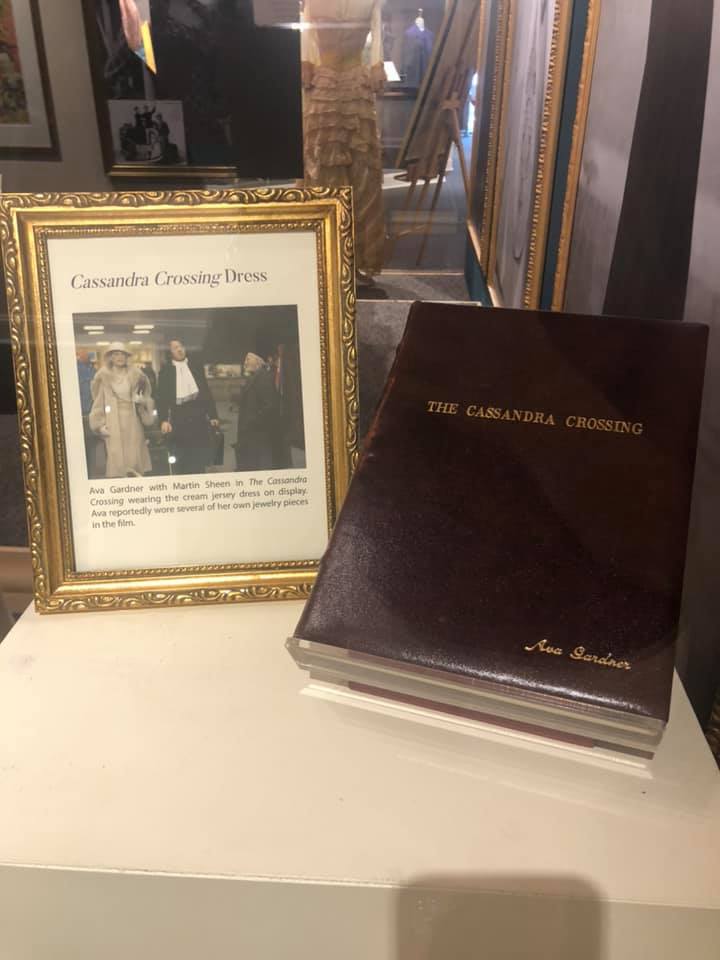 Cassandra Crossing Dress
Ava Gardner with Martin Sheen in The Cassandra
Crossing wearing the cream jersey dress on display.
Ava reportedly wore several of her own jewelry pieces
in the film.
THE CASSANDRA CROSSING
Ava Gardner